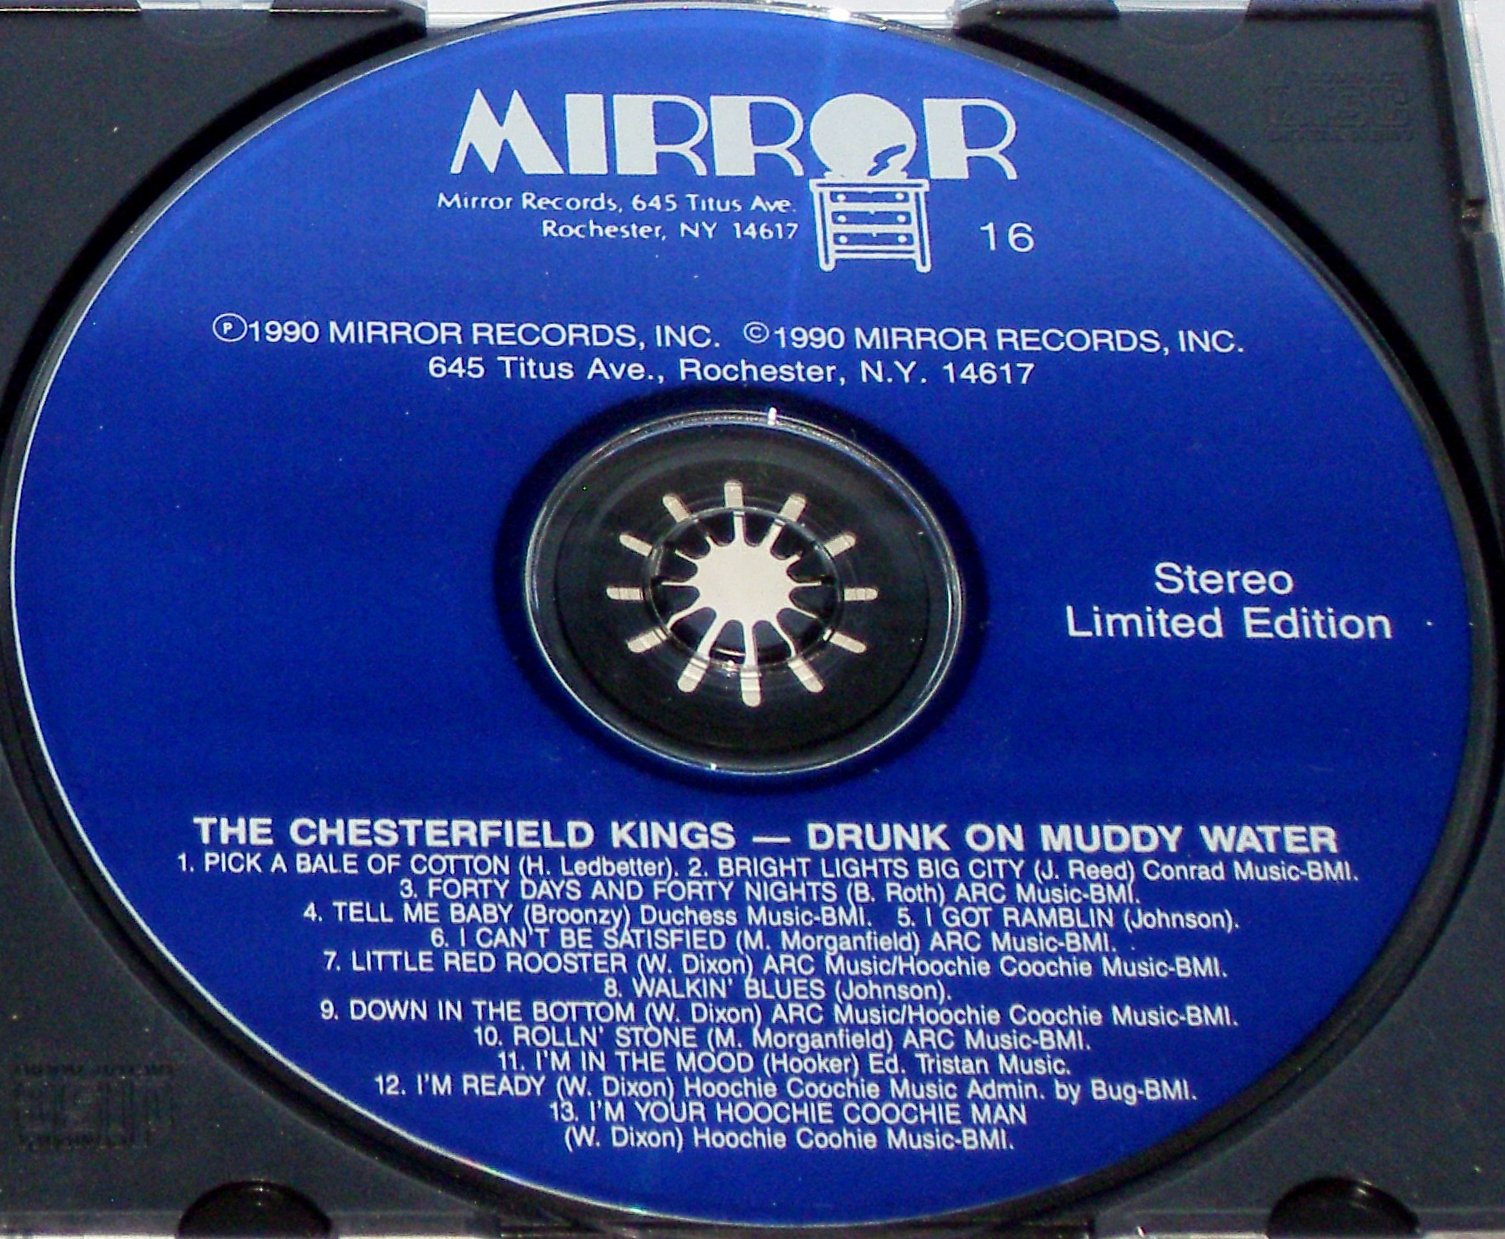 MIRROR
Mirror Records, 645 Titus Ave.
Rochester, NY 14617
16
Ⓟ1990 MIRROR RECORDS, INC. ©1990 MIRROR RECORDS, INC.
645 Titus Ave., Rochester, N.Y. 14617
Stereo
Limited Edition
THE CHESTERFIELD KINGS — DRUNK ON MUDDY WATER
1. PICK A BALE OF COTTON (H. Ledbetter). 2. BRIGHT LIGHTS BIG CITY (J. Reed) Conrad Music-BMI.
3. FORTY DAYS AND FORTY NIGHTS (B. Roth) ARC Music-BMI.
4. TELL ME BABY (Broonzy) Duchess Music-BMI. 5. I GOT RAMBLIN (Johnson).
6. I CAN'T BE SATISFIED (M. Morganfield) ARC Music-BMI.
7. LITTLE RED ROOSTER (W. Dixon) ARC Music/Hoochie Coochie Music-BMI.
8. WALKIN' BLUES (Johnson).
9. DOWN IN THE BOTTOM (W. Dixon) ARC Music/Hoochie Coochie Music-BMI.
10. ROLLN' STONE (M. Morganfield) ARC Music-BMI.
11. I'M IN THE MOOD (Hooker) Ed. Tristan Music.
12. I'M READY (W. Dixon) Hoochie Coochie Music Admin. by Bug-BMI.
13. I'M YOUR HOOCHIE COOCHIE MAN
(W. Dixon) Hoochie Coohie Music-BMI.